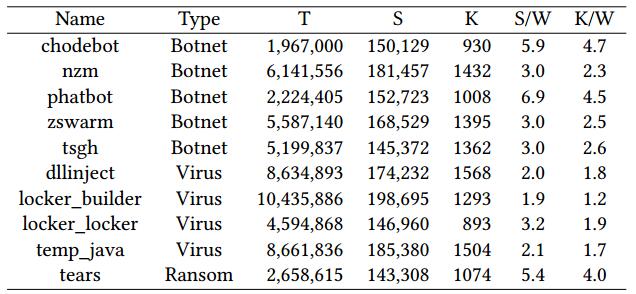 Name Type T S K S/W K/W
chodebot Botnet 1,967,000 150,129 930 5.9 4.7
nzm Botnet 6,141,556 181,457 1432 3.0 2.3
phatbot Botnet 2,224,405 152,723 1008 6.9 4.5
zswarm Botnet 5,587,140 168,529 1395 3.0 2.5
tsgh Botnet 5,199,837 145,372 1362 3.0 2.6
dllinject Virus 8,634,893 174,232 1568 2.0 1.8
locker_builder Virus 10,435,886 198,695 1293 1.9 1.2
locker_locker Virus 4,594,868 146,960 893 3.2 1.9
temp_java Virus 8,661,836 185,380 1504 2.1 1.7
tears Ransom 2,658,615 143,308 1074 5.4 4.0